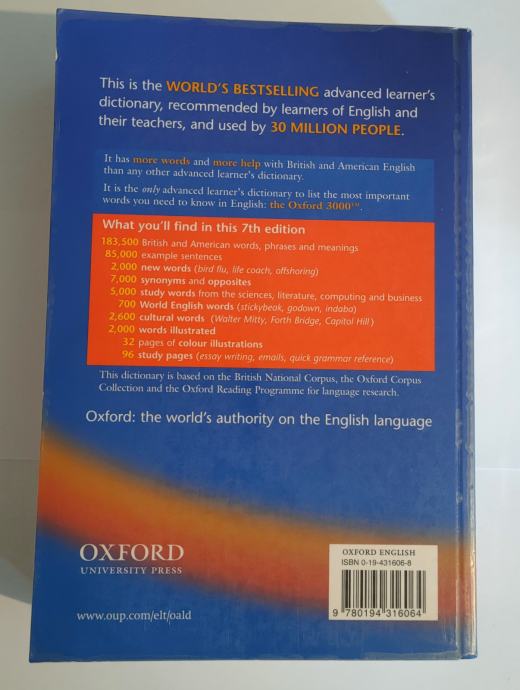 This is the WORLD'S BESTSELLING advanced learner's
dictionary, recommended by learners of English and
their teachers, and used by 30 MILLION PEOPLE.
It has more words and more help with British and American English
than any other advanced learner's dictionary.
It is the only advanced learner's dictionary to list the most important
words you need to know in English: the Oxford 3000™.
What you'll find in this 7th edition
183,500 British and American words, phrases and meanings
85,000 example sentences
2,000 new words (bird flu, life coach, offshoring)
7,000 synonyms and opposites
5,000 study words from the sciences, literature, computing and business
700 World English words (stickybeak, godown, indaba)
2,600 cultural words (Walter Mitty, Forth Bridge, Capitol Hill)
2,000 words illustrated
32 pages of colour illustrations
96 study pages (essay writing, emails, quick grammar reference)
This dictionary is based on the British National Corpus, the Oxford Corpus
Collection and the Oxford Reading Programme for language research.
Oxford: the world's authority on the English language
OXFORD
UNIVERSITY PRESS
www.oup.com/elt/oald
OXFORD ENGLISH
ISBN 0-19-431606-8
9 780194 316064